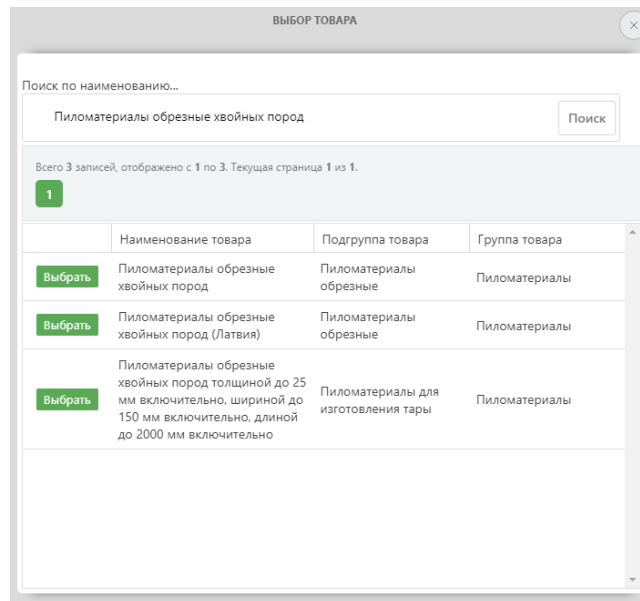 ВЫБОР ТОВАРА
Поиск по наименованию...
Пиломатериалы обрезные хвойных пород
Поиск
Всего 3 записей, отображено с 1 по 3. Текущая страница 1 из 1.
1
Наименование товара
Подгруппа товара
Группа товара
Выбрать
Пиломатериалы обрезные
хвойных пород
Пиломатериалы
обрезные
Пиломатериалы
Выбрать
Пиломатериалы обрезные
хвойных пород (Латвия)
Пиломатериалы
обрезные
Пиломатериалы
Выбрать
Пиломатериалы обрезные
хвойных пород толщиной до 25
мм включительно, шириной до
150 мм включительно, длиной
до 2000 мм включительно
Пиломатериалы для
изготовления тары
Пиломатериалы